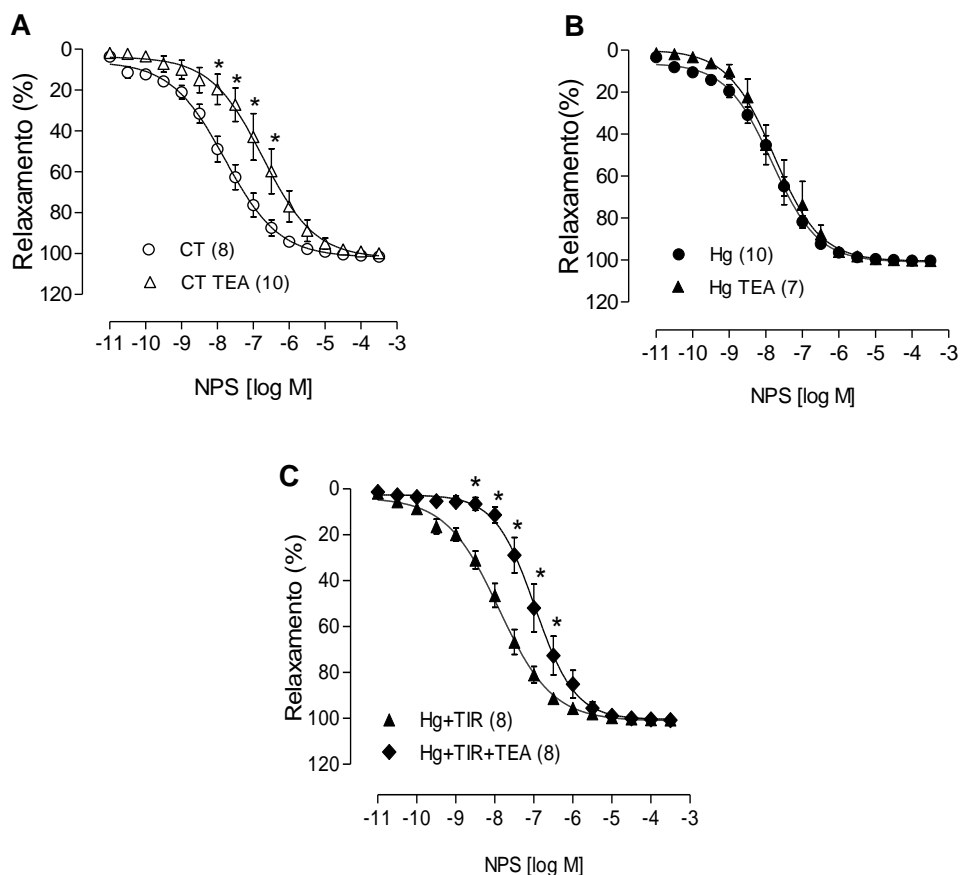 A
Relaxamento (%)
0
20
40
60
80
100
120
* * * *
CT (8)
CT TEA (10)
-11 -10 -9 -8 -7 -6 -5 -4 -3
NPS [log M]
B
Relaxamento(%)
0
20
40
60
80
100
120
Hg (10)
Hg TEA (7)
-11 -10 -9 -8 -7 -6 -5 -4 -3
NPS [log M]
C
Relaxamento (%)
0
20
40
60
80
100
120
* * * * *
Hg+TIR (8)
Hg+TIR+TEA (8)
-11 -10 -9 -8 -7 -6 -5 -4 -3
NPS [log M]